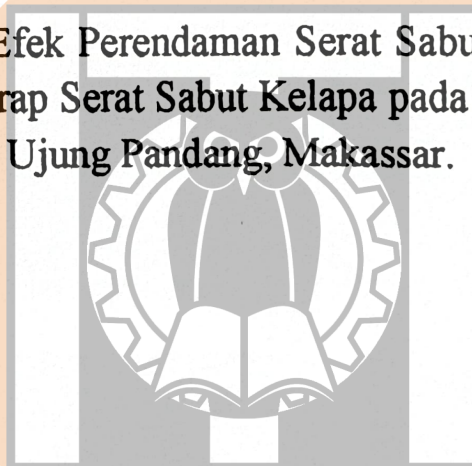 Efek Perendaman Serat Sabu
rap Serat Sabut Kelapa pada
Ujung Pandang, Makassar.